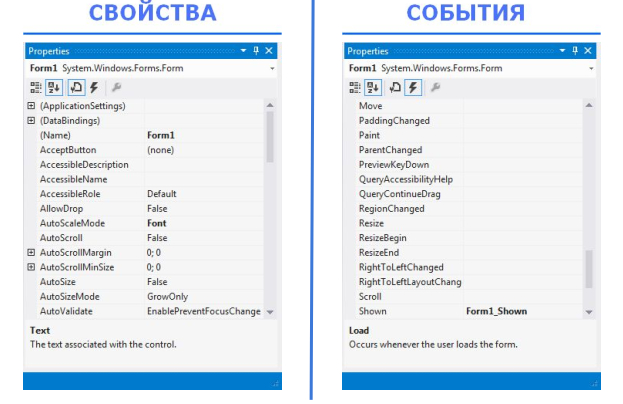 СВОЙСТВА
Properties
Form1 System.Windows.Forms.Form
(ApplicationSettings)
(DataBindings)
(Name) Form1
AcceptButton (none)
AccessibleDescription
AccessibleName
AccessibleRole Default
AllowDrop False
AutoScaleMode Font
AutoScroll False
AutoScrollMargin 0; 0
AutoScrollMinSize 0; 0
AutoSize False
AutoSizeMode GrowOnly
AutoValidate EnablePreventFocusChange
Text
The text associated with the control.
СОБЫТИЯ
Properties
Form1 System.Windows.Forms.Form
Move
PaddingChanged
Paint
ParentChanged
PreviewKeyDown
QueryAccessibilityHelp
QueryContinueDrag
RegionChanged
Resize
ResizeBegin
ResizeEnd
RightToLeftChanged
RightToLeftLayoutChang
Scroll
Shown Form1_Shown
Load
Occurs whenever the user loads the form.